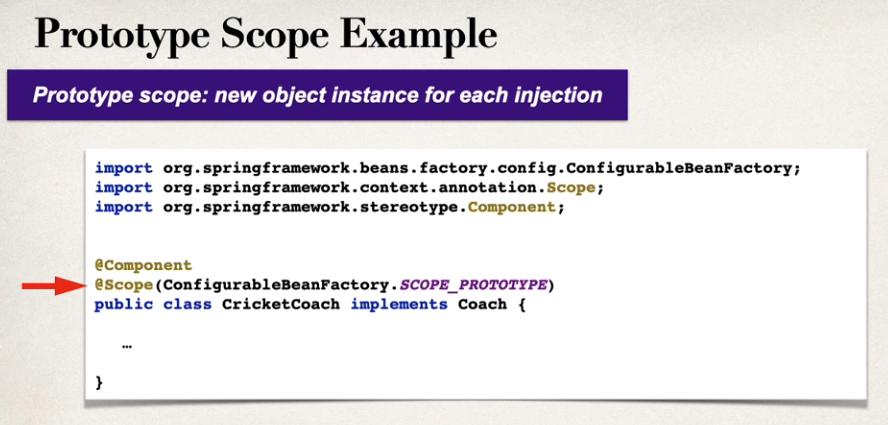 Prototype Scope Example
Prototype scope: new object instance for each injection
import org.springframework.beans.factory.config.ConfigurableBeanFactory;
import org.springframework.context.annotation.Scope;
import org.springframework.stereotype.Component;
@Component
@Scope(ConfigurableBeanFactory.SCOPE_PROTOTYPE)
public class CricketCoach implements Coach {
…
}